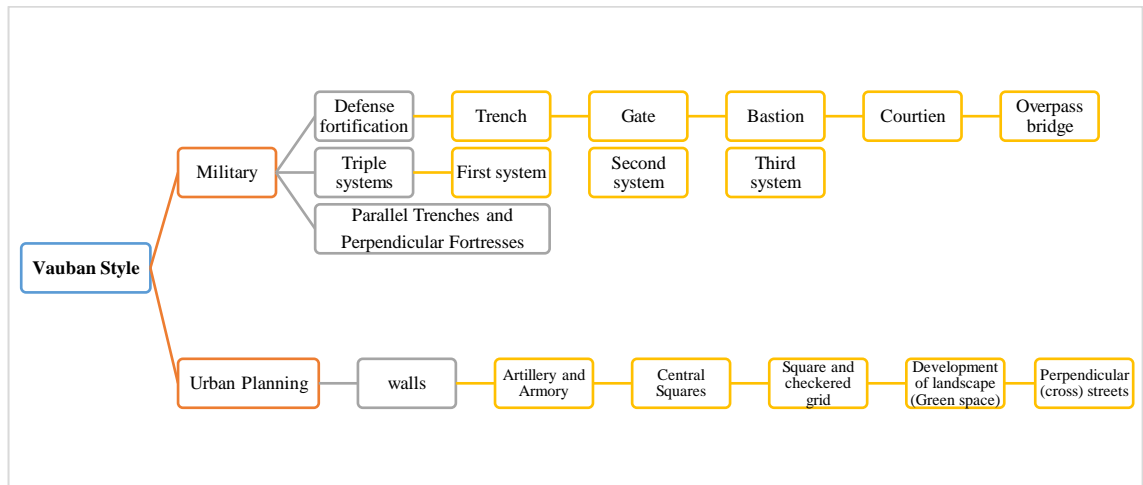 Defense
fortification
Trench
Gate
Bastion
Courtien
Overpass
bridge
Military
Triple
systems
First system
Second
system
Third
system
Parallel Trenches and
Perpendicular Fortresses
Vauban Style
Urban Planning
walls
Artillery and
Armory
Central
Squares
Square and
checkered
grid
Development
of landscape
(Green space)
Perpendicular
(cross) streets